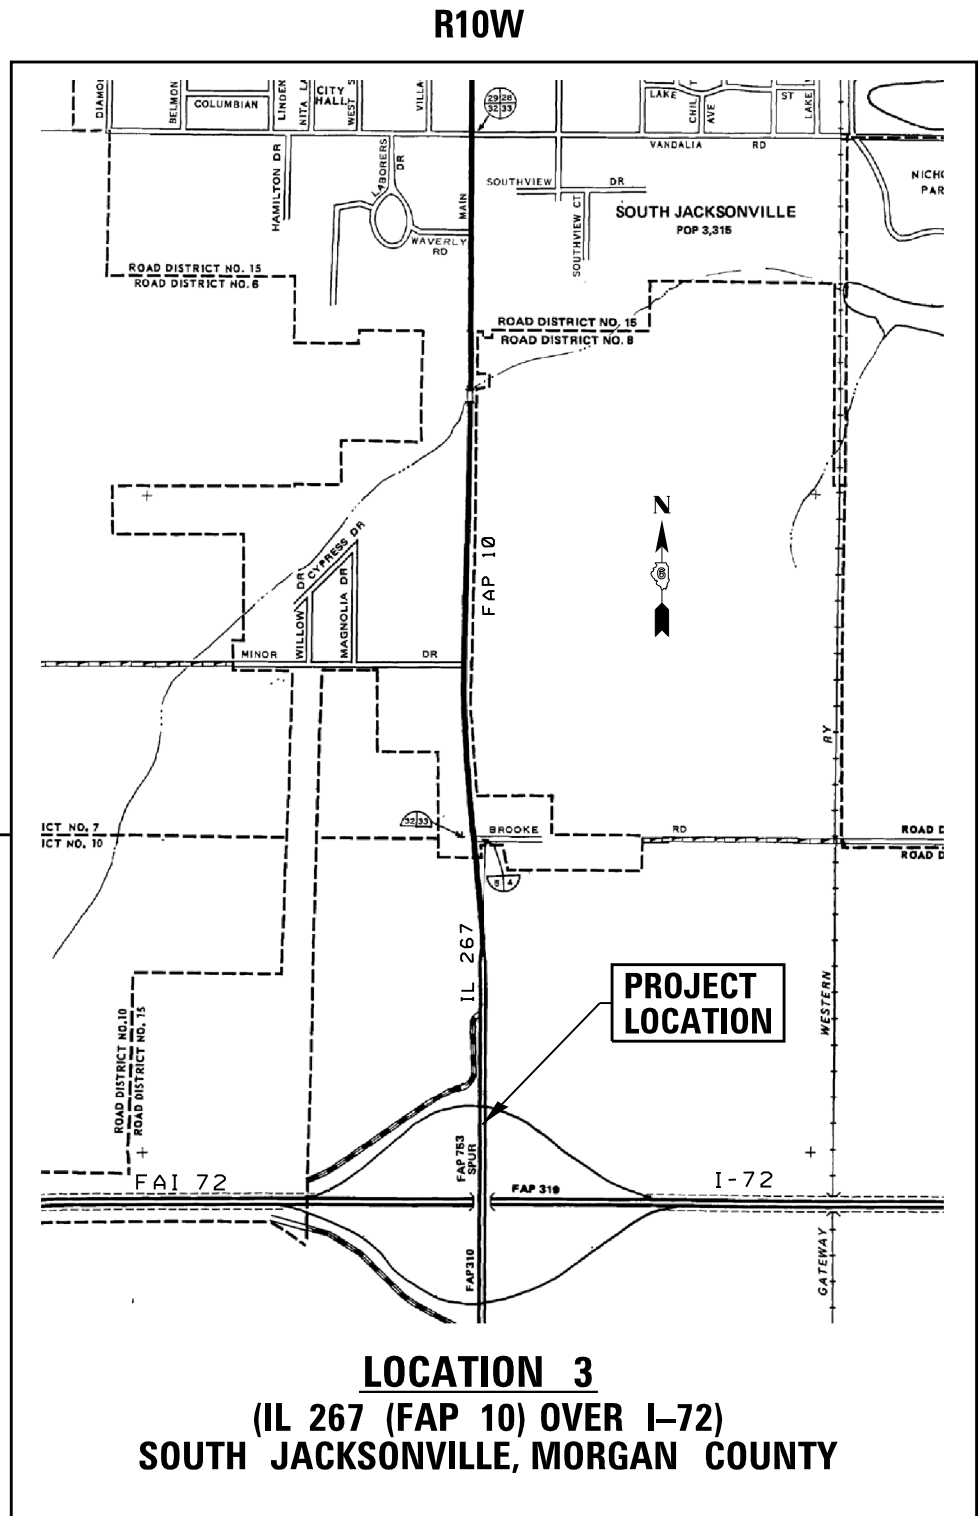 R10W
DIAMO
BELMON
COLUMBIAN
LINDEN
NITA LA
CITY
HALL
WEST S
VILLA
29 28
32 33
LAKE
CHIL
AVE
ST
LAKE
VANDALIA RD
HAMILTON DR
LABORERS
DR
MAIN
WAVERLY
RD
SOUTHVIEW DR
SOUTHVIEW CT
SOUTH JACKSONVILLE
POP 3,315
NICHO
PAR
ROAD DISTRICT NO. 15
ROAD DISTRICT NO. 6
ROAD DISTRICT NO. 15
ROAD DISTRICT NO. 8
N
6
FAP 10
CYPRESS DR
WILLOW DR
MAGNOLIA DR
MINOR DR
RY
32 33
BROOKE RD
ICT NO. 7
ICT NO. 10
ROAD D
ROAD D
5 4
IL 267
PROJECT
LOCATION
WESTERN
ROAD DISTRICT NO.10
ROAD DISTRICT NO. 15
FAP 753
SPUR
FAI 72
FAP 319
I-72
FAP310
GATEWAY
LOCATION 3
(IL 267 (FAP 10) OVER I–72)
SOUTH JACKSONVILLE, MORGAN COUNTY